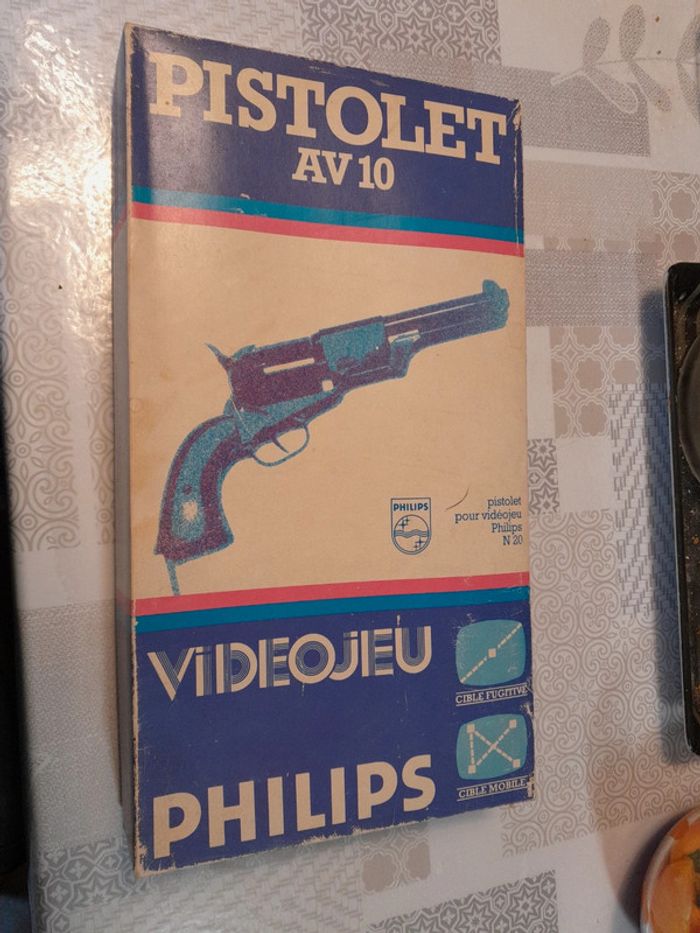 PISTOLET
AV 10
PHILIPS
pistolet
pour vidéojeu
Philips
N 20
ViDEOjEU
CIBLE FUGITIVE
PHILIPS
CIBLE MOBILE